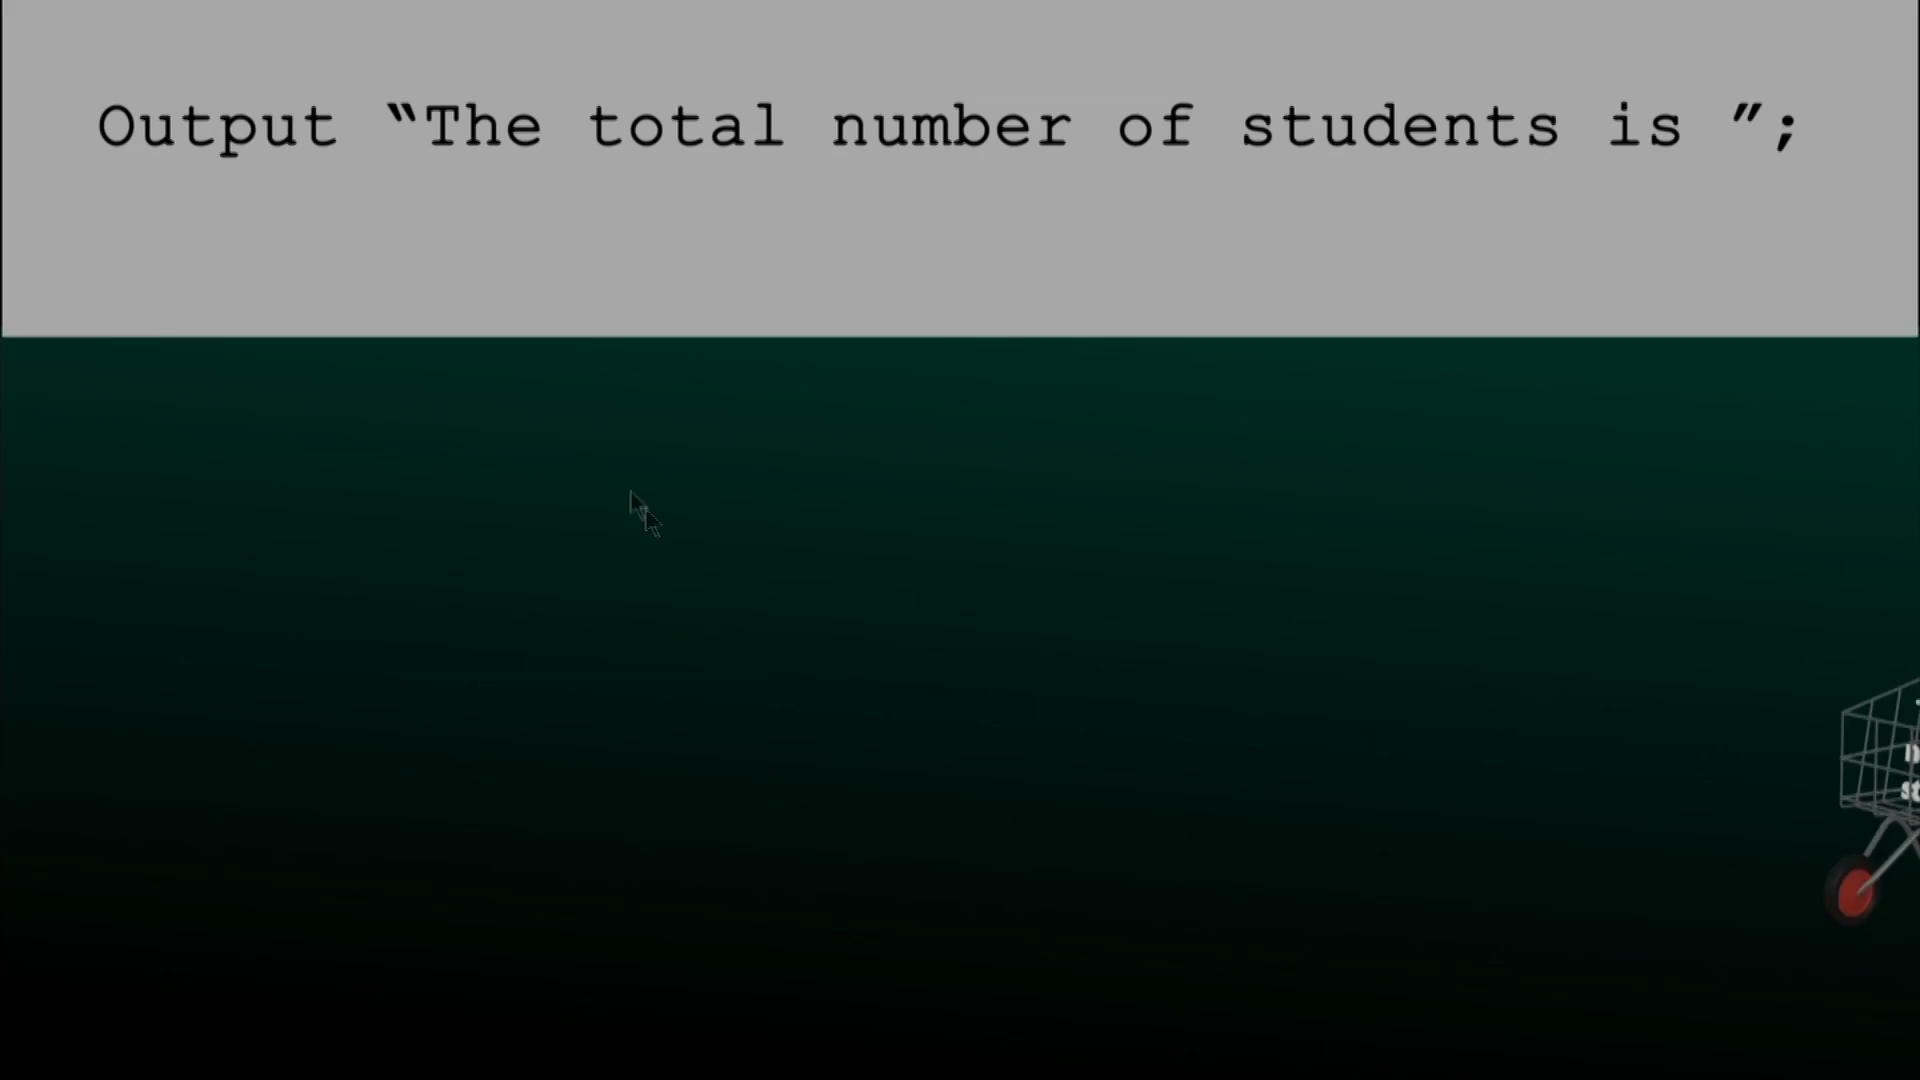 Output “The total number of students is ”;